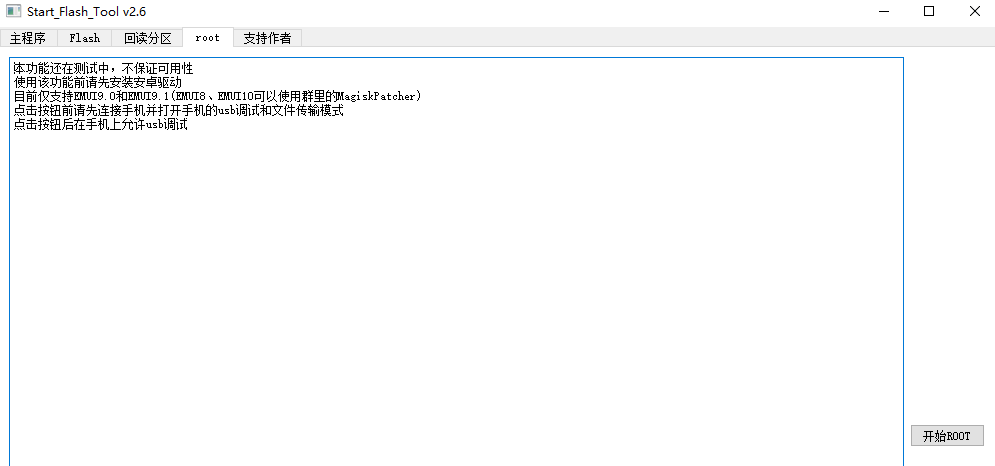 Start_Flash_Tool v2.6
主程序 Flash 回读分区 root 支持作者
本功能还在测试中，不保证可用性
使用该功能前请先安装安卓驱动
目前仅支持EMUI9.0和EMUI9.1(EMUI8、EMUI10可以使用群里的MagiskPatcher)
点击按钮前请先连接手机并打开手机的usb调试和文件传输模式
点击按钮后在手机上允许usb调试
开始ROOT